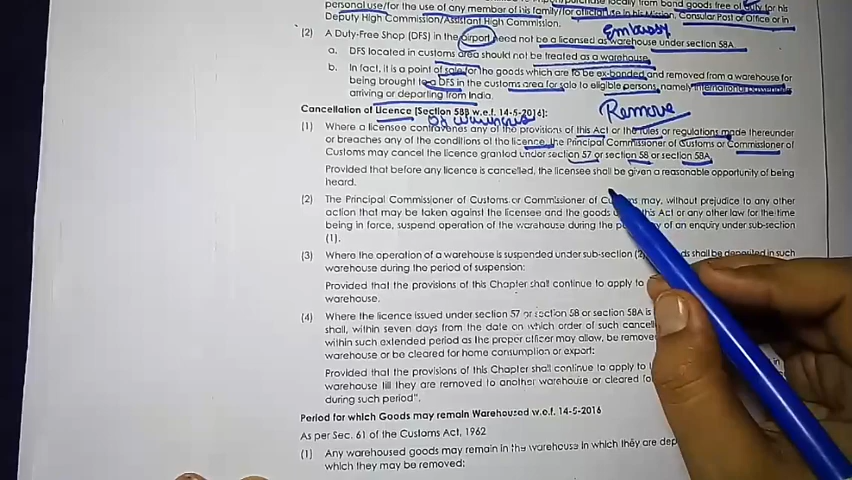 personal use/for the use of any member of his family/for official use in his Mission, Consular Post or Office or in
Deputy High Commission/Assistant High Commission.
Embassy
(2) A Duty-Free Shop (DFS) in the airport need not be a licensed as warehouse under section 58A.
a. DFS located in customs area should not be treated as a warehouse.
b. In fact, it is a point of sale for the goods which are to be ex-bonded and removed from a warehouse for
being brought to a DFS in the customs area for sale to eligible persons, namely international passengers
arriving or departing from India.
Cancellation of Licence [Section 58B w.e.f. 14-5-2016]:
Remove
of warehouse
(1) Where a licensee contravenes any of the provisions of this Act or the rules or regulations made thereunder
or breaches any of the conditions of the licence, the Principal Commissioner of Customs or Commissioner of
Customs may cancel the licence granted under section 57 or section 58 or section 58A.
Provided that before any licence is cancelled, the licensee shall be given a reasonable opportunity of being
heard.
(2) The Principal Commissioner of Customs or Commissioner of Customs may, without prejudice to any other
action that may be taken against the licensee and the goods this Act or any other law for the time
being in force, suspend operation of the warehouse during the of an enquiry under sub-section
(1).
(3) Where the operation of a warehouse is suspended under sub-section (2) shall be deposited in such
warehouse during the period of suspension:
Provided that the provisions of this Chapter shall continue to apply to
warehouse.
(4) Where the licence issued under section 57 or section 58 or section 58A is
shall, within seven days from the date on which order of such
within such extended period as the proper officer may allow, be
warehouse or be cleared for home consumption or export:
Provided that the provisions of this Chapter shall continue to apply to
warehouse till they are removed to another warehouse or cleared
during such period".
Period for which Goods may remain Warehoused w.e.f. 14-5-2016
As per Sec. 61 of the Customs Act, 1962
(1) Any warehoused goods may remain in the warehouse in which they are
which they may be removed: